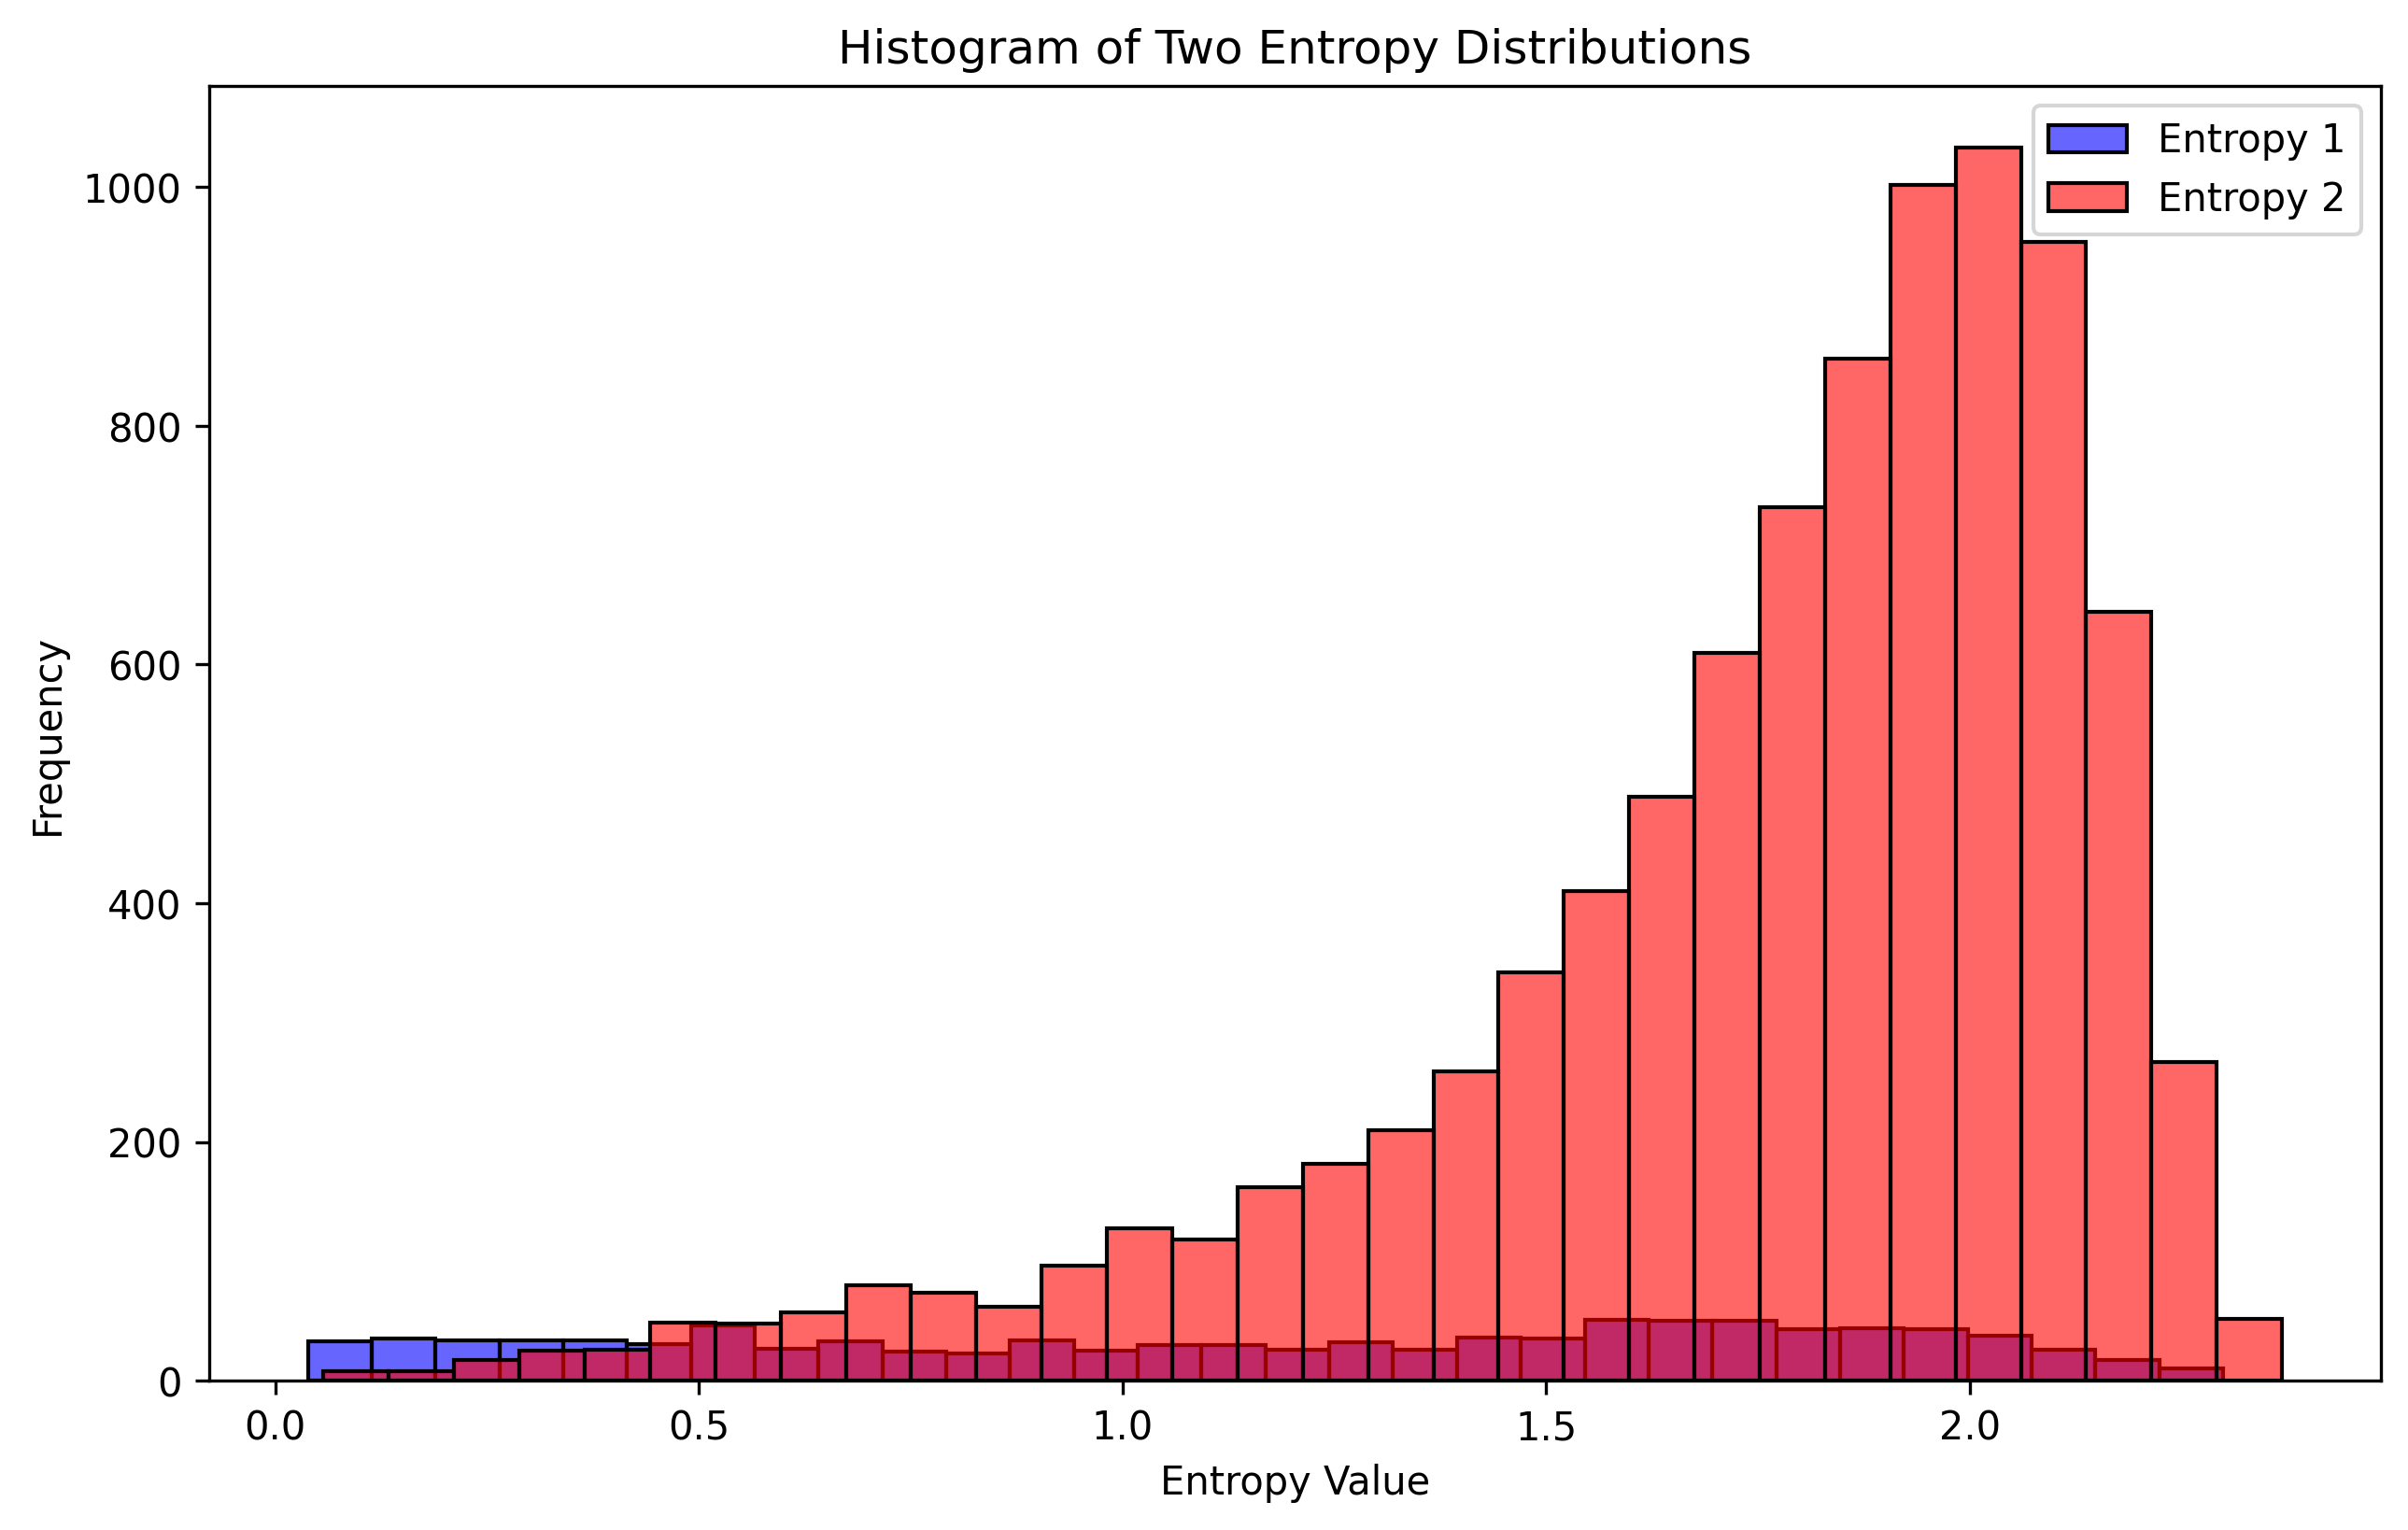 Histogram of Two Entropy Distributions
Entropy 1
Entropy 2
1000
800
600
400
200
0
Frequency
0.0 0.5 1.0 1.5 2.0
Entropy Value